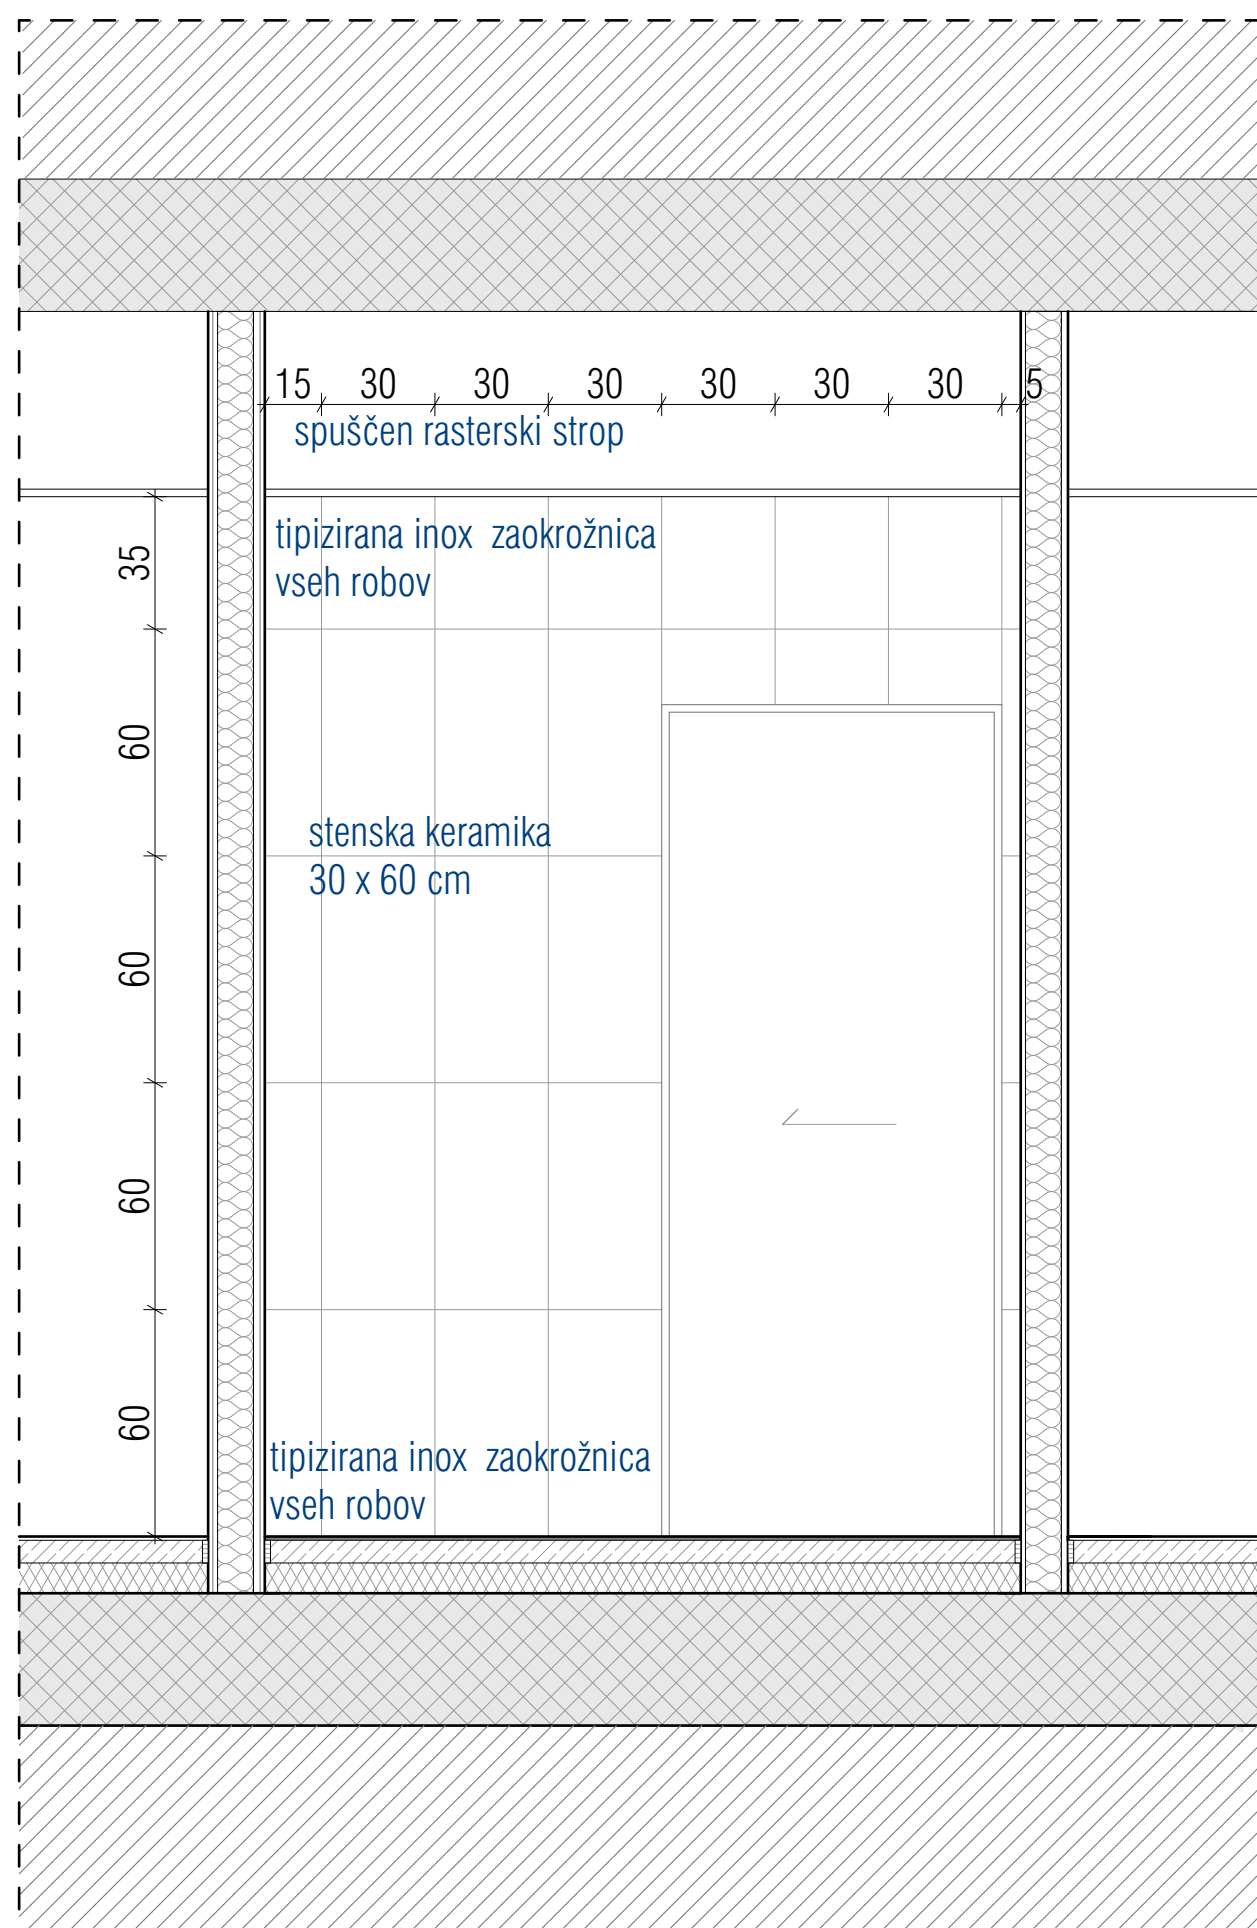 15 30 30 30 30 30 30 5
spuščen rasterski strop
tipizirana inox  zaokrožnica
vseh robov
35
60
stenska keramika
30 x 60 cm
60
60
60
tipizirana inox  zaokrožnica
vseh robov